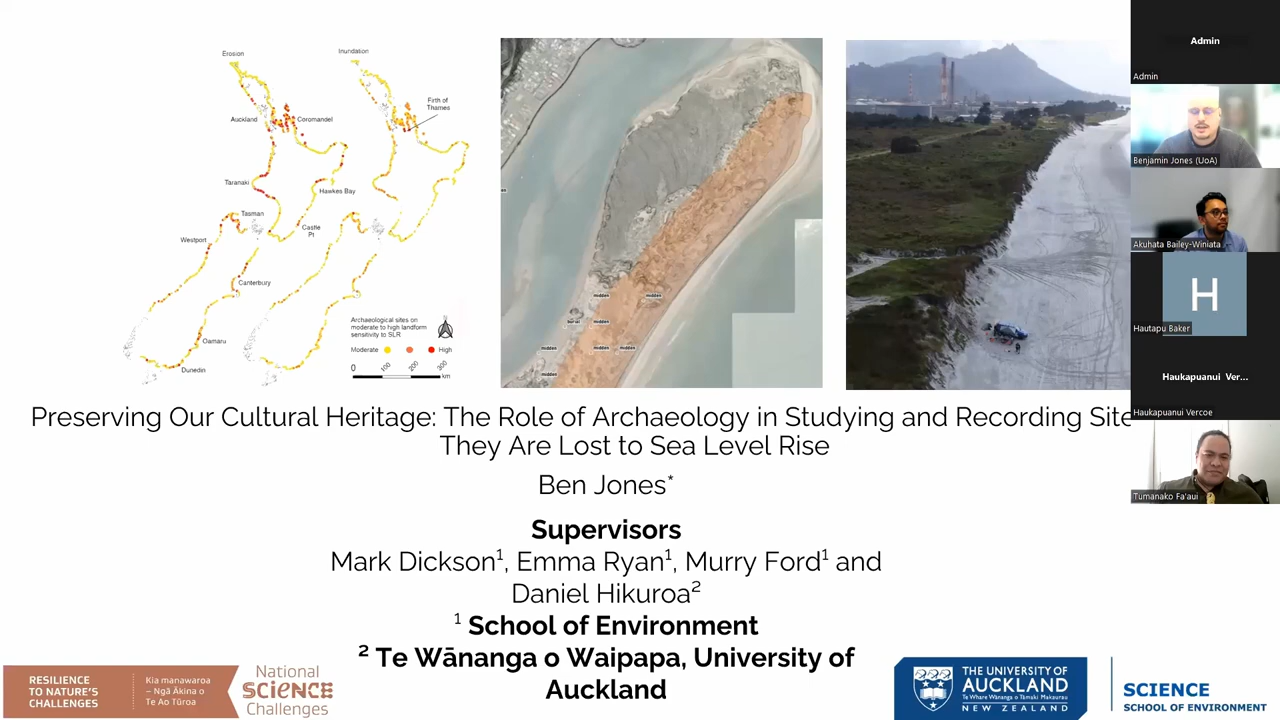 Erosion
Inundation
Firth of
Thames
Auckland
Coromandel
Taranaki
Hawkes Bay
Tasman
Castle
Pt
Westport
Canterbury
Oamaru
Dunedin
Archaeological sites on
moderate to high landform
sensitivity to SLR
N
Moderate
High
0 100 200 300
km
midden
midden
burial
midden
midden
midden
midden
midden
Preserving Our Cultural Heritage: The Role of Archaeology in Studying and Recording Site
They Are Lost to Sea Level Rise
Ben Jones*
Supervisors
Mark Dickson¹, Emma Ryan¹, Murry Ford¹ and
Daniel Hikuroa²
¹ School of Environment
² Te Wānanga o Waipapa, University of
Auckland
RESILIENCE
TO NATURE'S
CHALLENGES
Kia manawaroa
– Ngā Ākina o
Te Ao Tūroa
National
SCIENCE
Challenges
THE UNIVERSITY OF
AUCKLAND
Te Whare Wānanga o Tāmaki Makaurau
NEW ZEALAND
SCIENCE
SCHOOL OF ENVIRONMENT
Admin
Admin
Benjamin Jones (UoA)
Akuhata Bailey-Winiata
H
Hautapu Baker
Haukapuanui Ver...
Haukapuanui Vercoe
Tumanako Fa'aui